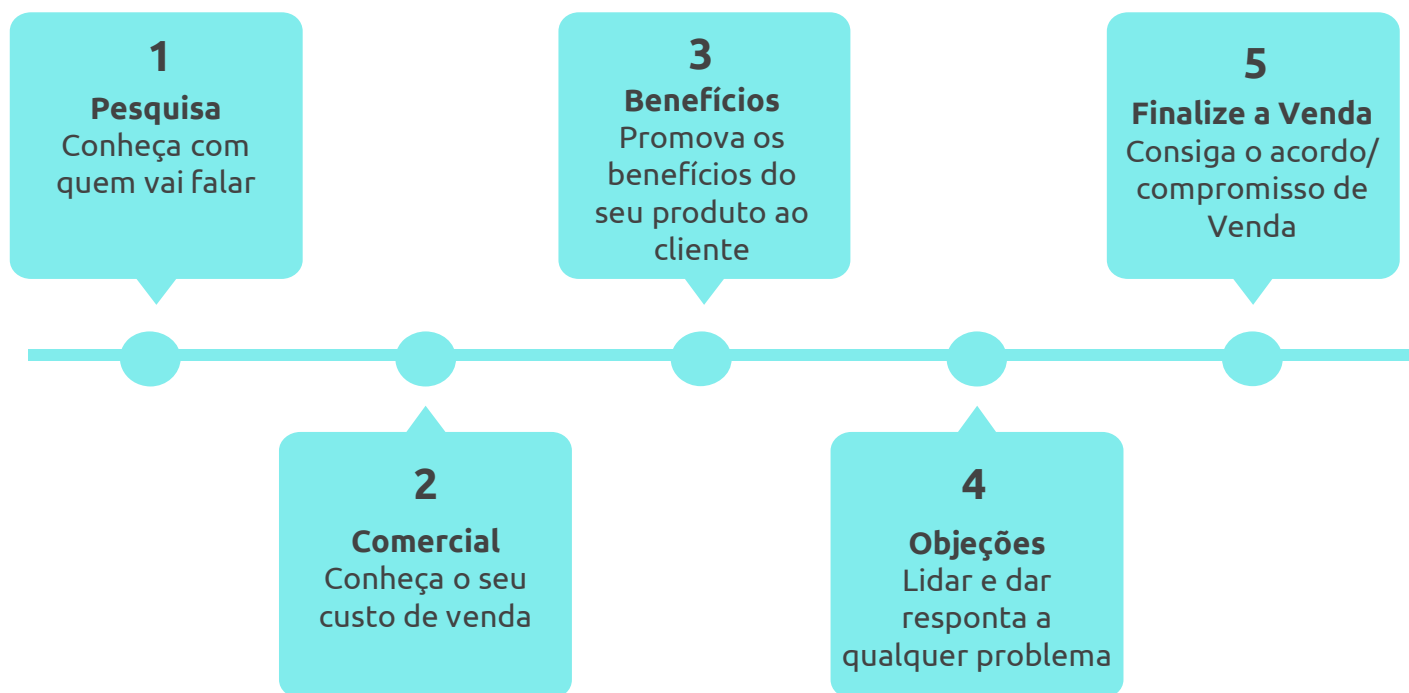 1
Pesquisa
Conheça com
quem vai falar
2
Comercial
Conheça o seu
custo de venda
3
Benefícios
Promova os
benefícios do
seu produto ao
cliente
4
Objeções
Lidar e dar
responta a
qualquer problema
5
Finalize a Venda
Consiga o acordo/
compromisso de
Venda